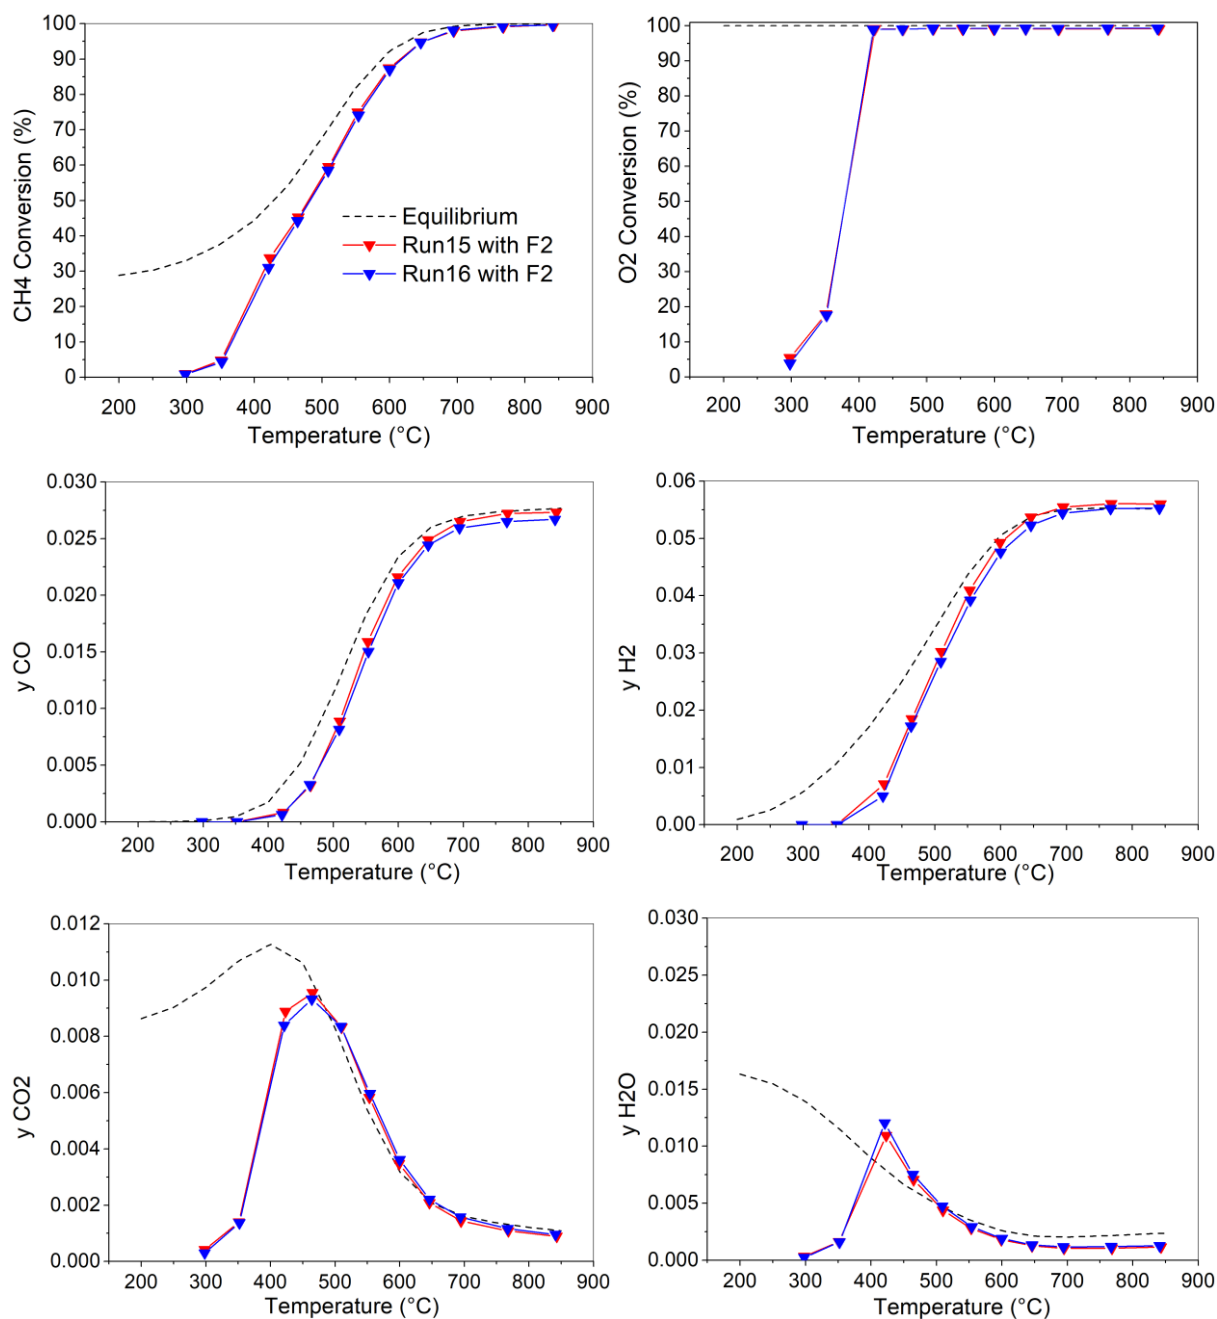 100
90
80
70
60
50
40
30
20
10
0
CH4 Conversion (%)
Equilibrium
Run15 with F2
Run16 with F2
200 300 400 500 600 700 800 900
Temperature (°C)
100
90
80
70
60
50
40
30
20
10
0
O2 Conversion (%)
200 300 400 500 600 700 800 900
Temperature (°C)
0.030
0.025
0.020
0.015
0.010
0.005
0.000
y CO
200 300 400 500 600 700 800 900
Temperature (°C)
0.06
0.05
0.04
0.03
0.02
0.01
0.00
y H2
200 300 400 500 600 700 800 900
Temperature (°C)
0.012
0.010
0.008
0.006
0.004
0.002
0.000
y CO2
200 300 400 500 600 700 800 900
Temperature (°C)
0.030
0.025
0.020
0.015
0.010
0.005
0.000
y H2O
200 300 400 500 600 700 800 900
Temperature (°C)